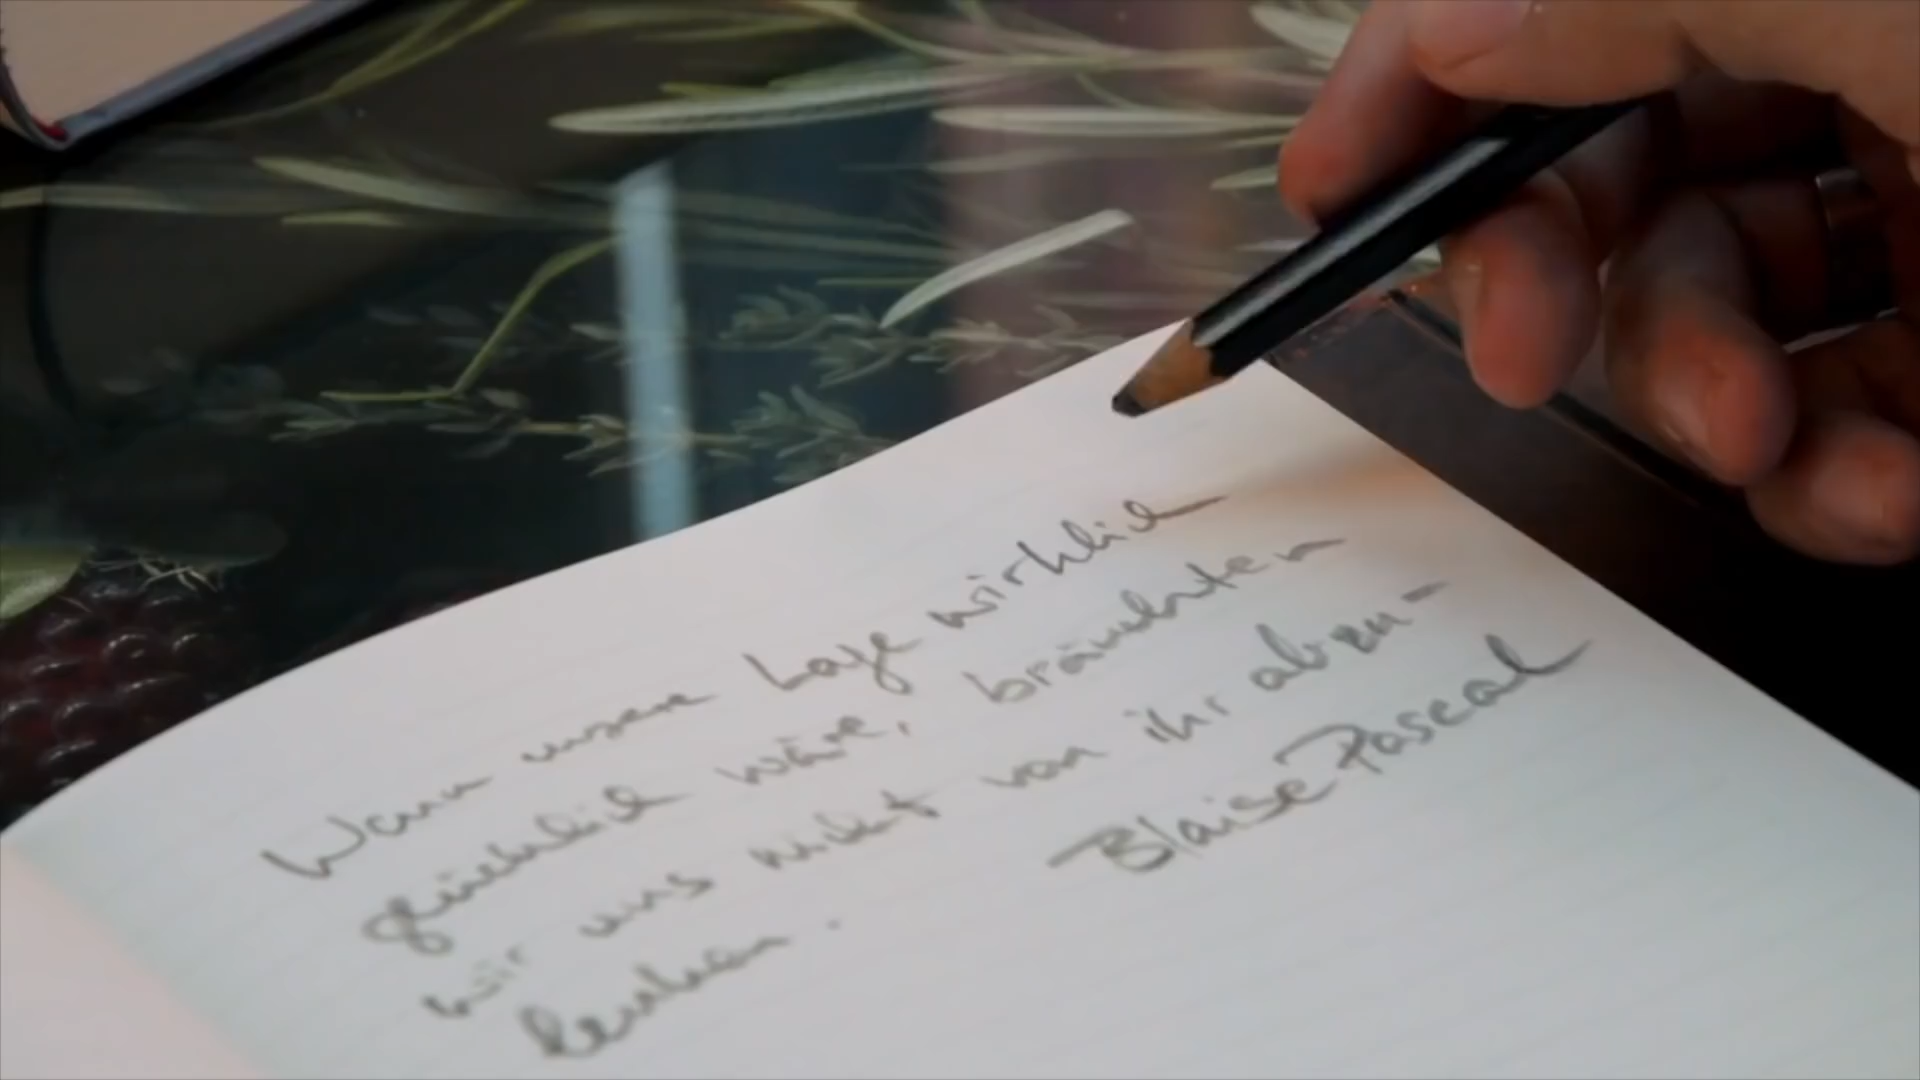 Wenn unsere Lage wirklich
glücklich wäre, bräuchten
wir uns nicht von ihr abzu-
lenken.
Blaise Pascal